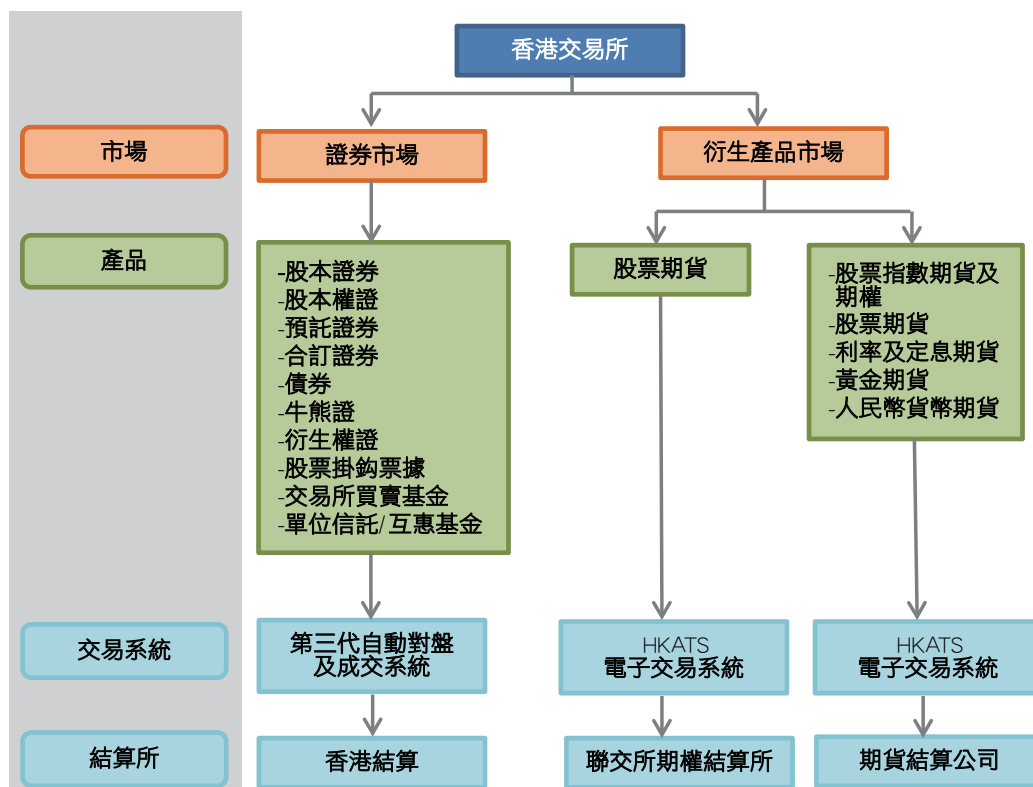 香港交易所
市場
證券市場
衍生產品市場
產品
-股本證券
-股本權證
-預託證券
-合訂證券
-債券
-牛熊證
-衍生權證
-股票掛鈎票據
-交易所買賣基金
-單位信託/互惠基金
股票期貨
-股票指數期貨及
期權
-股票期貨
-利率及定息期貨
-黃金期貨
-人民幣貨幣期貨
交易系統
第三代自動對盤
及成交系統
HKATS
電子交易系統
HKATS
電子交易系統
結算所
香港結算
聯交所期權結算所
期貨結算公司